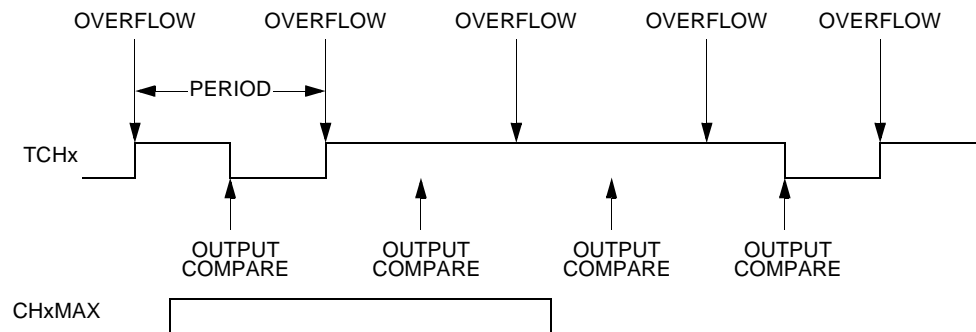 OVERFLOW OVERFLOW OVERFLOW OVERFLOW OVERFLOW
PERIOD
TCHx
OUTPUT COMPARE
OUTPUT COMPARE
OUTPUT COMPARE
OUTPUT COMPARE
CHxMAX